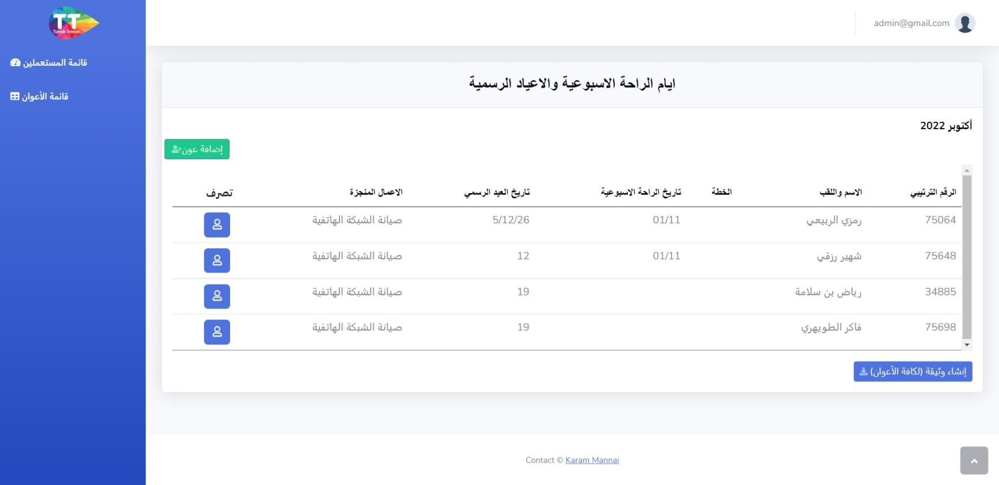 TT
Tunisie Telecom
admin@gmail.com
قائمة المستعملين
قائمة الأعوان
ايام الراحة الاسبوعية والاعياد الرسمية
أكتوبر 2022
إضافة عون
الرقم الترتيبي الاسم واللقب الخطة تاريخ الراحة الاسبوعية تاريخ العيد الرسمي الاعمال المنجزة تصرف
75064 رمزي الربيعي 01/11 5/12/26 صيانة الشبكة الهاتفية
75648 شهير رزقي 01/11 12 صيانة الشبكة الهاتفية
34885 رياض بن سلامة 19 صيانة الشبكة الهاتفية
75698 فاكر الطويهري 19 صيانة الشبكة الهاتفية
إنشاء وثيقة (لكافة الأعوان)
Contact © Karam Mannai